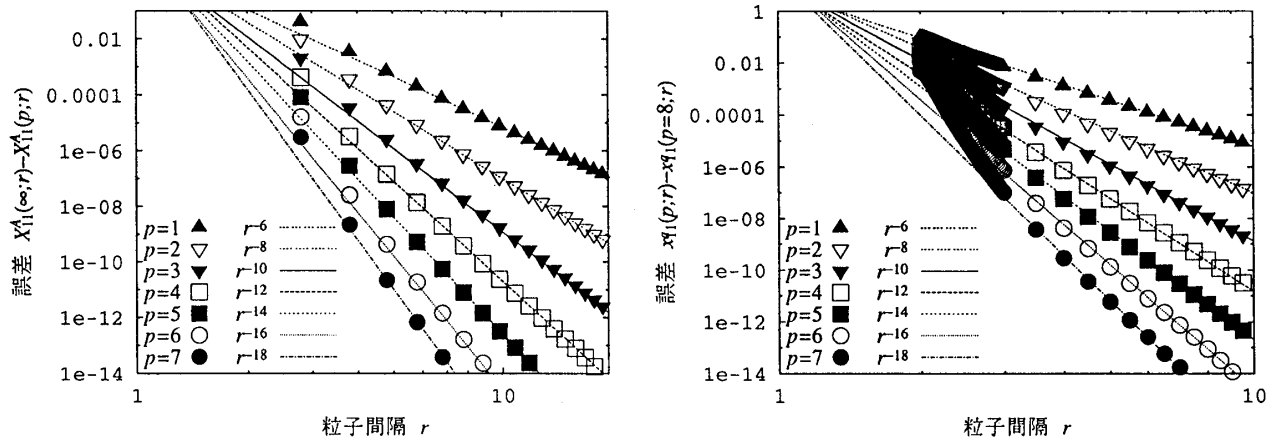 誤差 X^A_11(∞;r)−X^A_11(p;r)
0.01
0.0001
1e-06
1e-08
1e-10
1e-12
1e-14
p=1 r^-6
p=2 r^-8
p=3 r^-10
p=4 r^-12
p=5 r^-14
p=6 r^-16
p=7 r^-18
1
10
粒子間隔 r
誤差 x^q_11(p;r)−x^q_11(p=8;r)
1
0.01
0.0001
1e-06
1e-08
1e-10
1e-12
1e-14
p=1 r^-6
p=2 r^-8
p=3 r^-10
p=4 r^-12
p=5 r^-14
p=6 r^-16
p=7 r^-18
1
10
粒子間隔 r